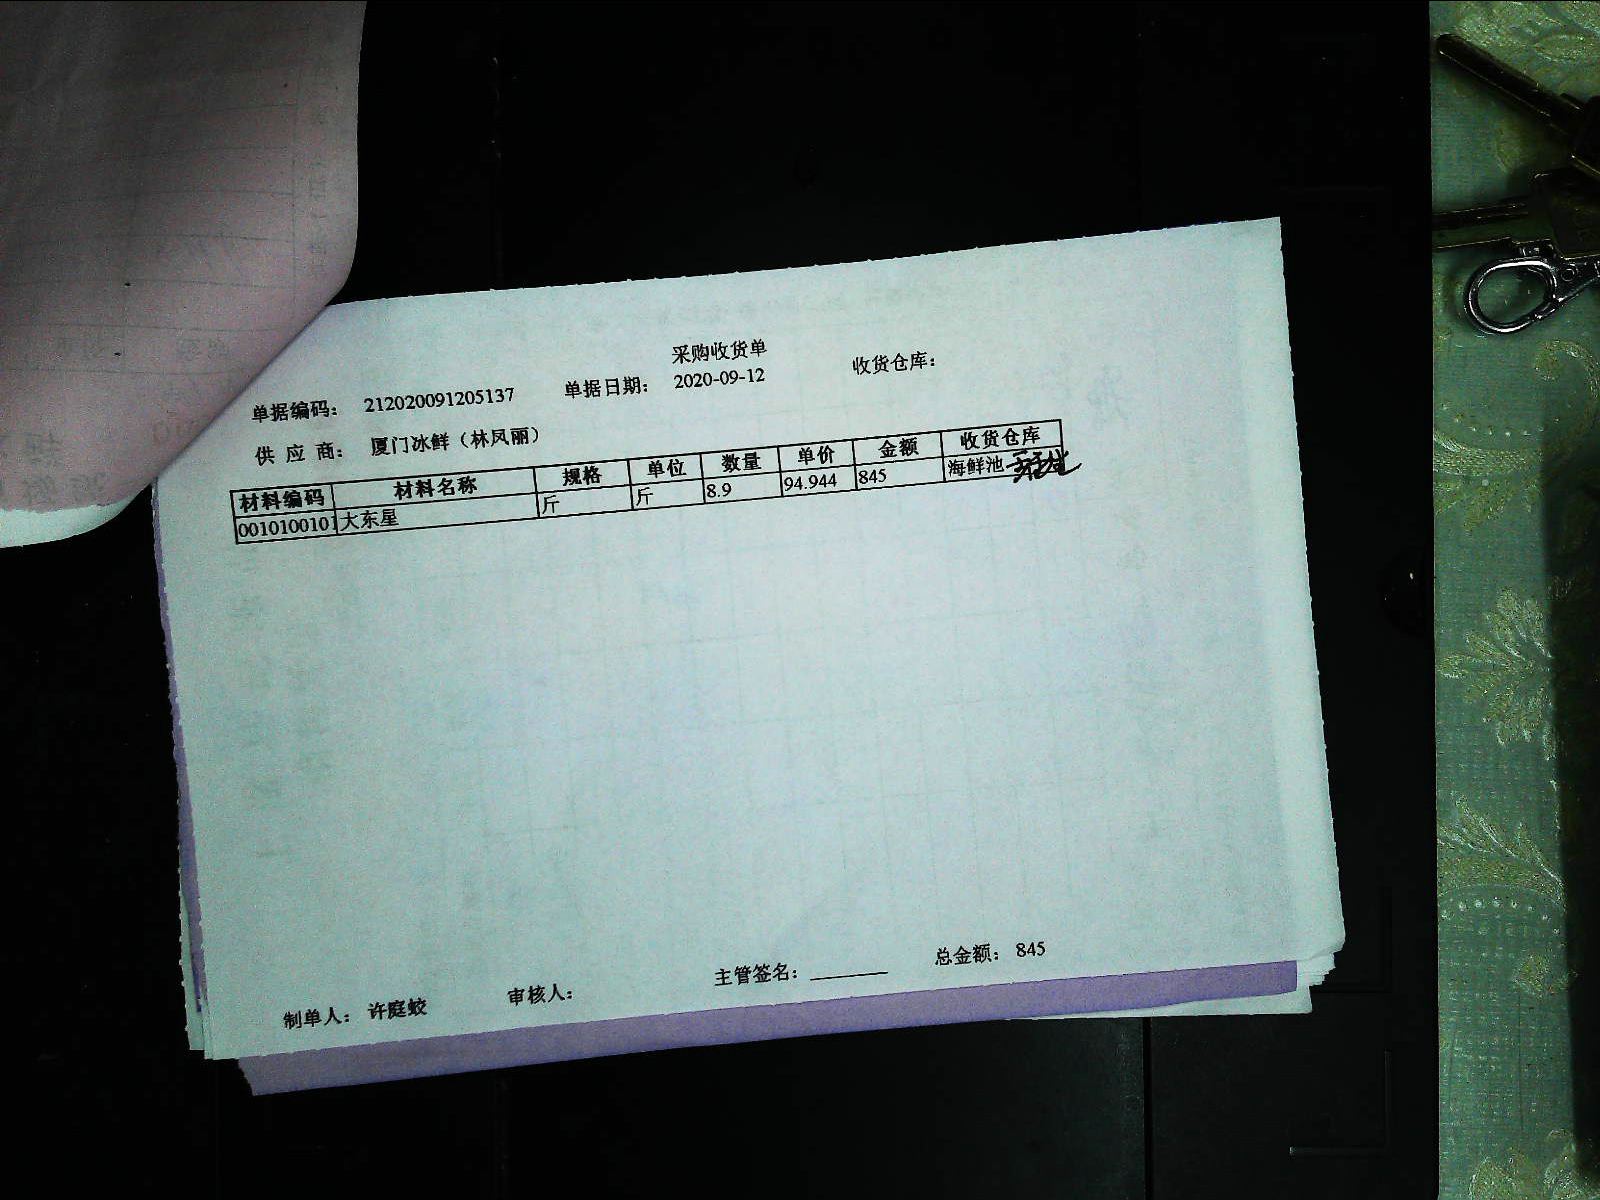 采购收货单
单据编码： 212020091205137 单据日期： 2020-09-12 收货仓库：
供 应 商： 厦门冰鲜（林凤丽）
材料编码 材料名称 规格 单位 数量 单价 金额 收货仓库
0010100101 大东星 斤 斤 8.9 94.944 845 海鲜池
主管签名： 总金额： 845
制单人： 许庭蛟 审核人：